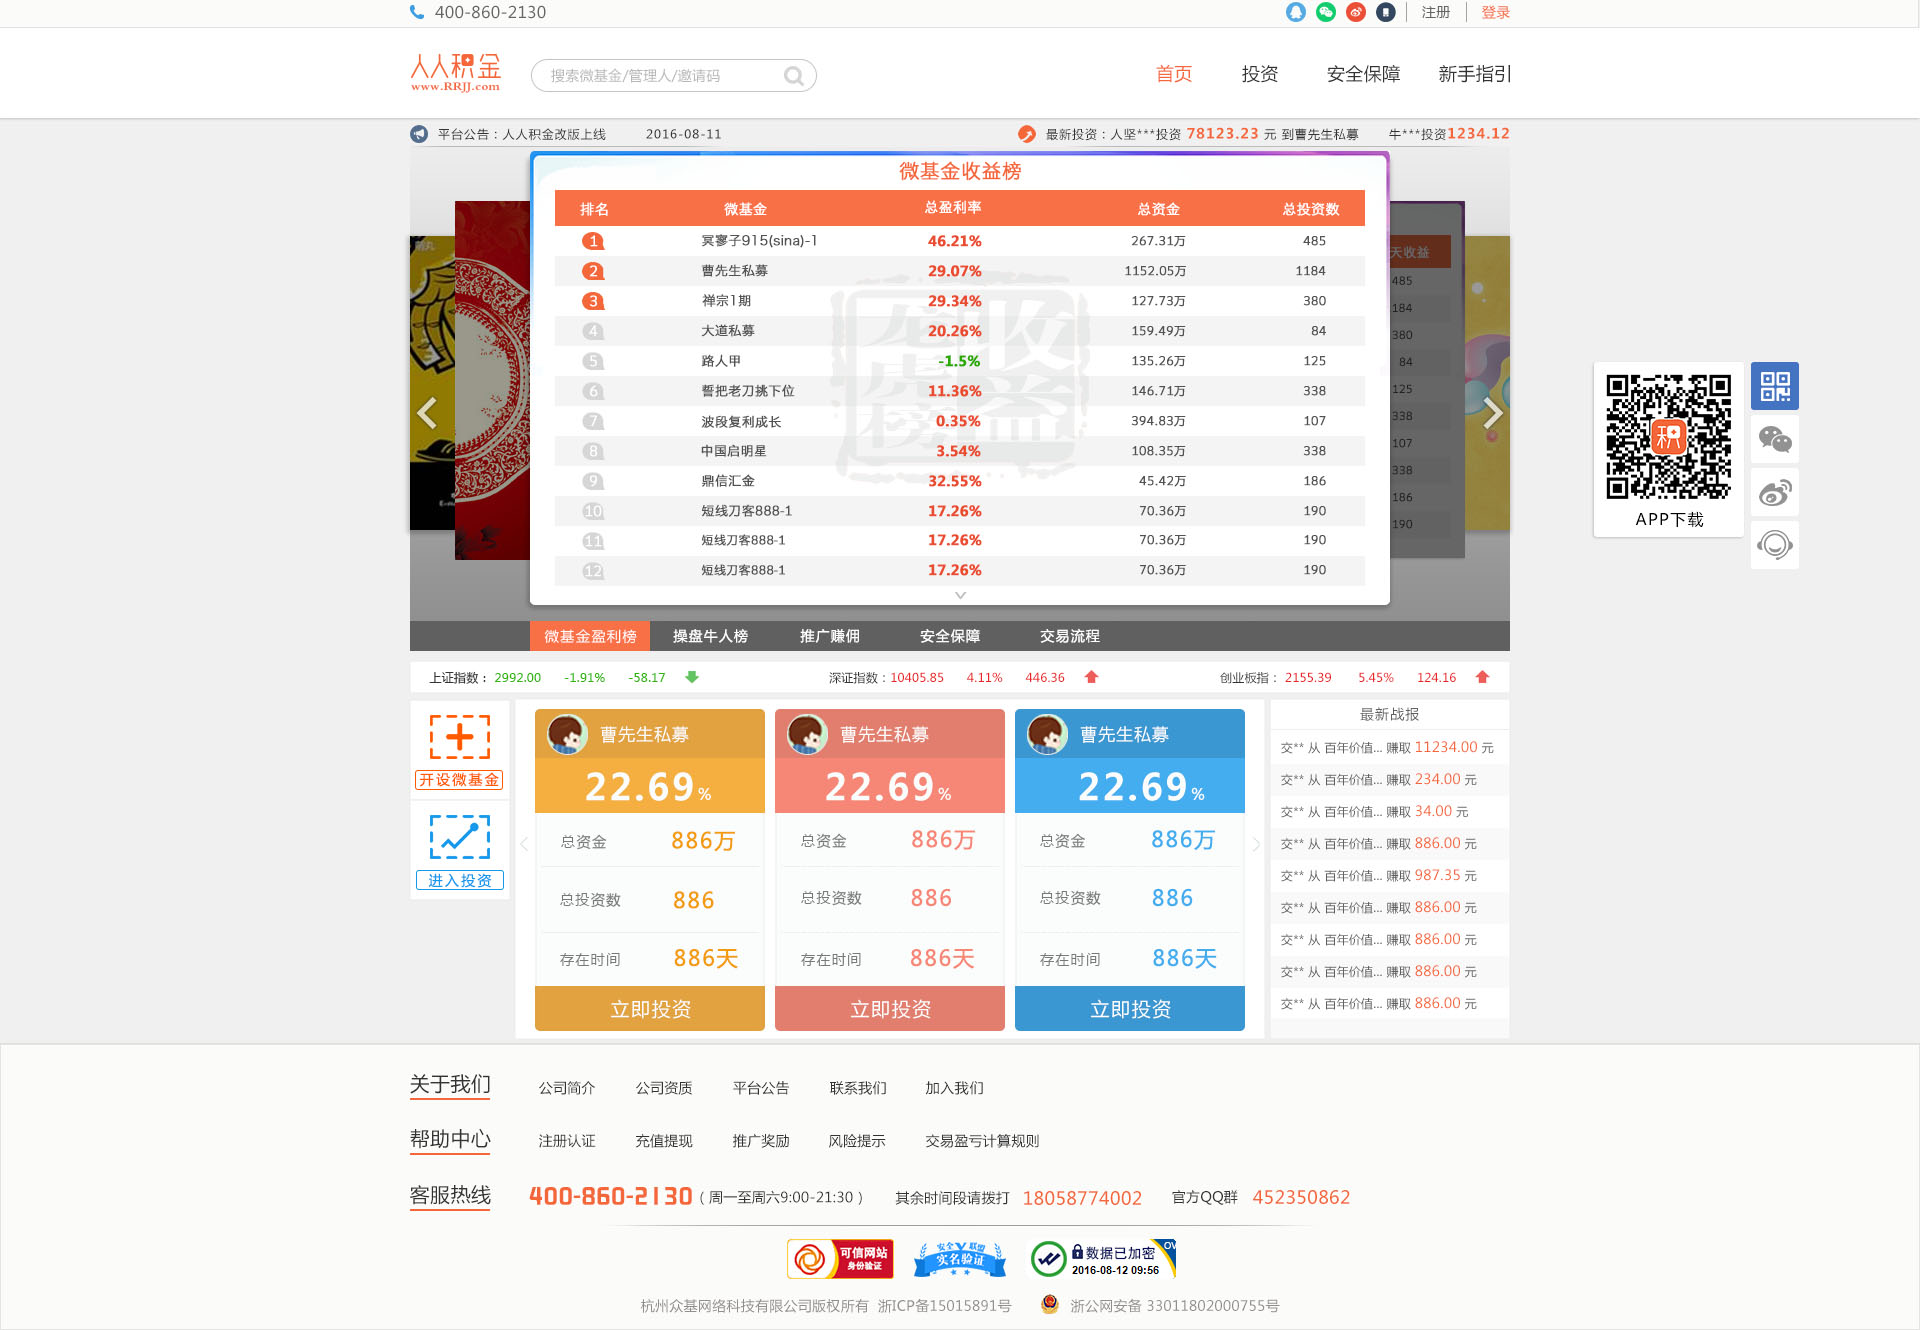 400-860-2130
注册 登录
人人积金
www.RRJJ.com
搜索微基金/管理人/邀请码
首页 投资 安全保障 新手指引
平台公告：人人积金改版上线 2016-08-11
最新投资：人坚***投资 78123.23 元 到曹先生私募 牛***投资1234.12
微基金收益榜
排名 微基金 总盈利率 总资金 总投资数
1 冥寥子915(sina)-1 46.21% 267.31万 485
2 曹先生私募 29.07% 1152.05万 1184
3 禅宗1期 29.34% 127.73万 380
4 大道私募 20.26% 159.49万 84
5 路人甲 -1.5% 135.26万 125
6 誓把老刀挑下位 11.36% 146.71万 338
7 波段复利成长 0.35% 394.83万 107
8 中国启明星 3.54% 108.35万 338
9 鼎信汇金 32.55% 45.42万 186
10 短线刀客888-1 17.26% 70.36万 190
11 短线刀客888-1 17.26% 70.36万 190
12 短线刀客888-1 17.26% 70.36万 190
天收益
485
184
380
84
125
338
107
338
186
190
积
APP下载
微基金盈利榜 操盘牛人榜 推广赚佣 安全保障 交易流程
上证指数： 2992.00 -1.91% -58.17
深证指数：10405.85 4.11% 446.36
创业板指： 2155.39 5.45% 124.16
开设微基金
进入投资
曹先生私募
22.69%
总资金 886万
总投资数 886
存在时间 886天
立即投资
曹先生私募
22.69%
总资金 886万
总投资数 886
存在时间 886天
立即投资
曹先生私募
22.69%
总资金 886万
总投资数 886
存在时间 886天
立即投资
最新战报
交** 从 百年价值... 赚取 11234.00 元
交** 从 百年价值... 赚取 234.00 元
交** 从 百年价值... 赚取 34.00 元
交** 从 百年价值... 赚取 886.00 元
交** 从 百年价值... 赚取 987.35 元
交** 从 百年价值... 赚取 886.00 元
交** 从 百年价值... 赚取 886.00 元
交** 从 百年价值... 赚取 886.00 元
交** 从 百年价值... 赚取 886.00 元
关于我们 公司简介 公司资质 平台公告 联系我们 加入我们
帮助中心 注册认证 充值提现 推广奖励 风险提示 交易盈亏计算规则
客服热线 400-860-2130 （周一至周六9:00-21:30 ） 其余时间段请拨打 18058774002 官方QQ群 452350862
可信网站
身份验证
安全联盟
实名验证
数据已加密
2016-08-12 09:56
OV
杭州众基网络科技有限公司版权所有 浙ICP备15015891号 浙公网安备 33011802000755号